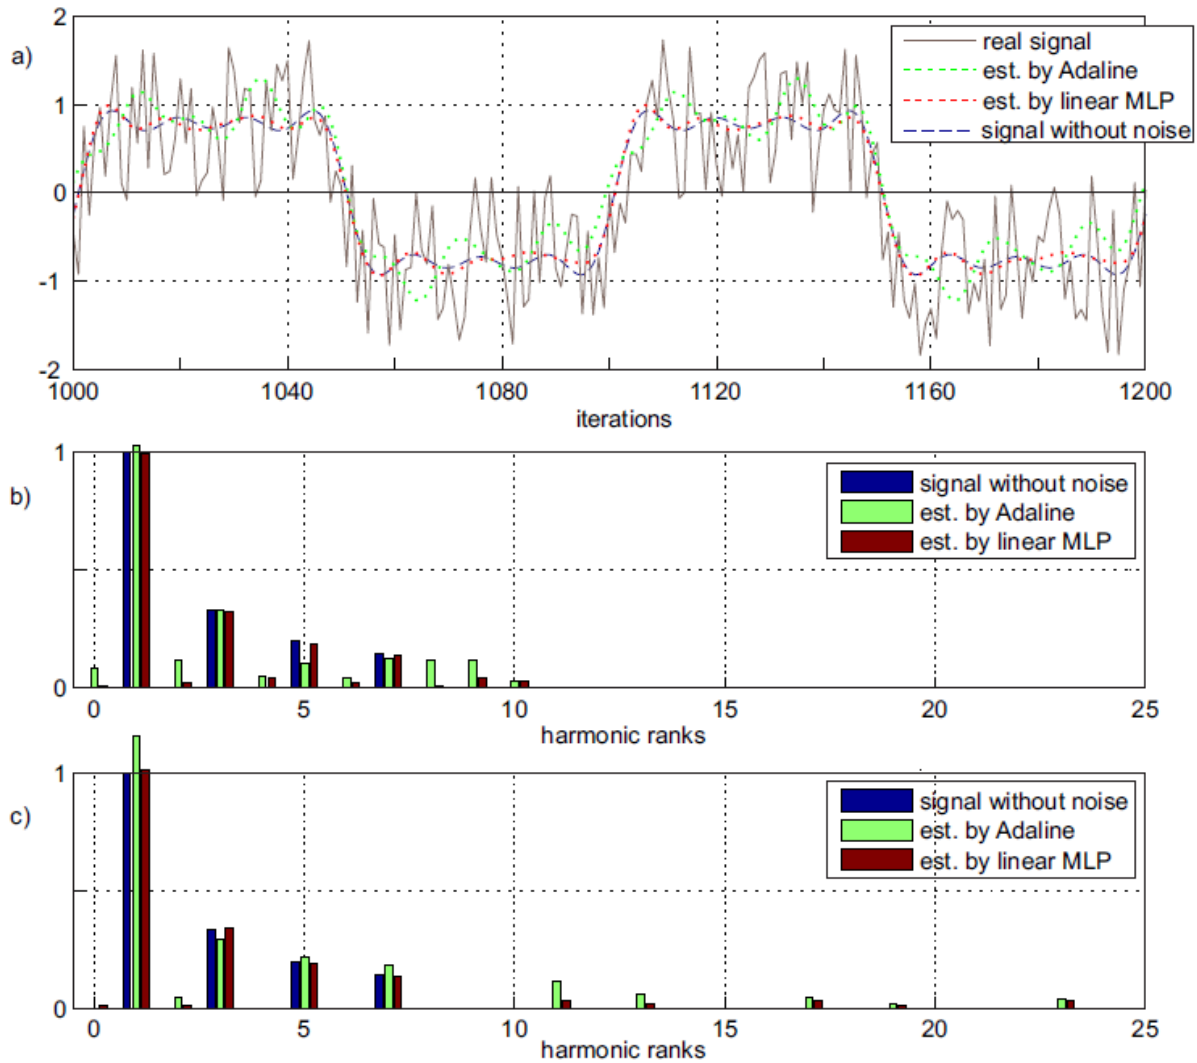 a)
2
1
0
-1
-2
real signal
est. by Adaline
est. by linear MLP
signal without noise
1000 1040 1080 1120 1160 1200
iterations
b)
1
0
signal without noise
est. by Adaline
est. by linear MLP
0 5 10 15 20 25
harmonic ranks
c)
1
0
signal without noise
est. by Adaline
est. by linear MLP
0 5 10 15 20 25
harmonic ranks